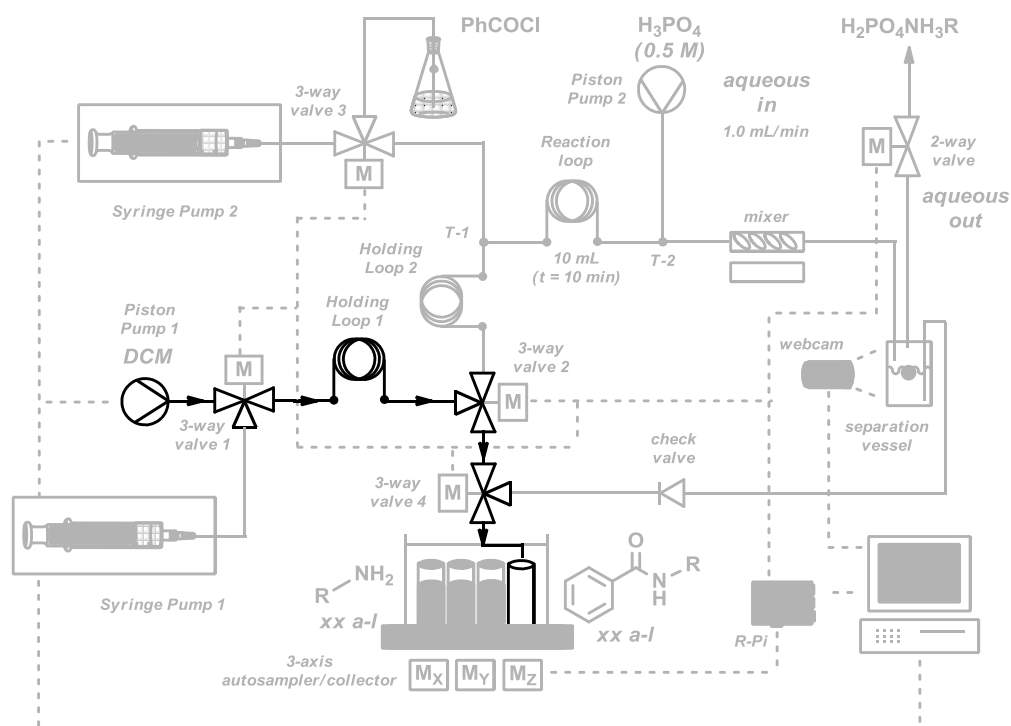 PhCOCl
H3PO4
(0.5 M)
H2PO4NH3R
3-way
valve 3
Piston
Pump 2
aqueous
in
1.0 mL/min
M
M
2-way
valve
Syringe Pump 2
Reaction
loop
aqueous
out
T-1
mixer
Holding
Loop 2
10 mL
(t = 10 min)
T-2
Piston
Pump 1
DCM
Holding
Loop 1
M
3-way
valve 2
webcam
M
3-way
valve 1
separation
vessel
check
valve
3-way
valve 4
M
NH2
R
O
R
N
H
xx a-l
xx a-l
Syringe Pump 1
R-Pi
3-axis
autosampler/collector
MX
MY
MZ